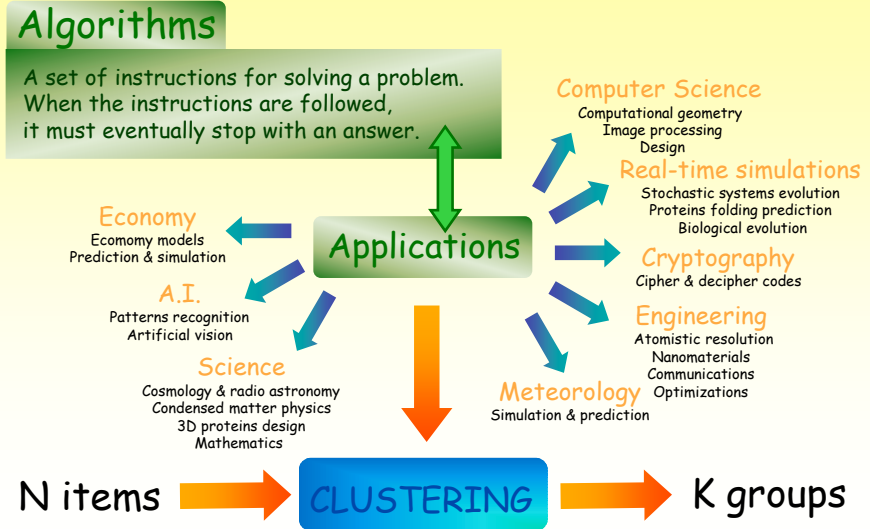 Algorithms
A set of instructions for solving a problem.
When the instructions are followed,
it must eventually stop with an answer.
Computer Science
Computational geometry
Image processing
Design
Real-time simulations
Stochastic systems evolution
Proteins folding prediction
Biological evolution
Economy
Economy models
Prediction & simulation
Applications
Cryptography
Cipher & decipher codes
A.I.
Patterns recognition
Artificial vision
Engineering
Atomistic resolution
Nanomaterials
Communications
Optimizations
Science
Cosmology & radio astronomy
Condensed matter physics
3D proteins design
Mathematics
Meteorology
Simulation & prediction
N items
CLUSTERING
K groups